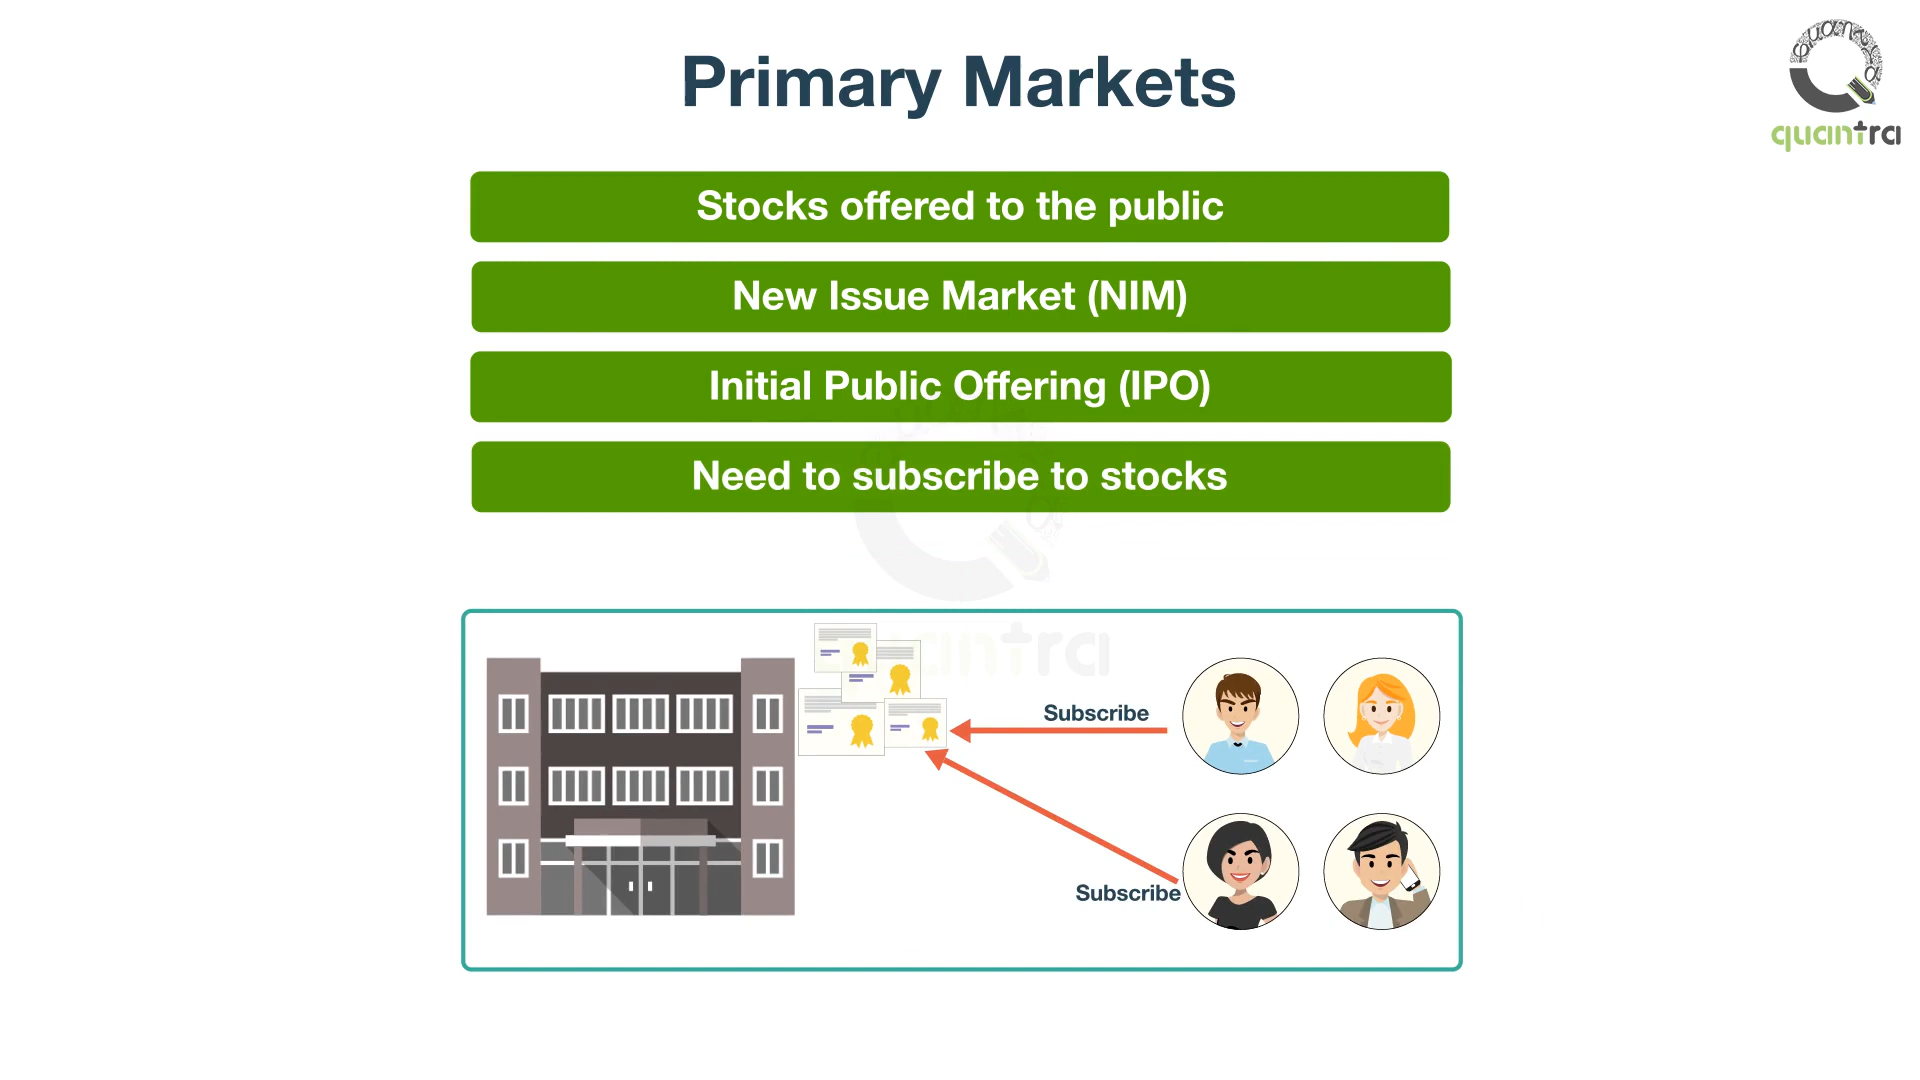 Primary Markets
quantra
Stocks offered to the public
New Issue Market (NIM)
Initial Public Offering (IPO)
Need to subscribe to stocks
quantra
Subscribe
Subscribe